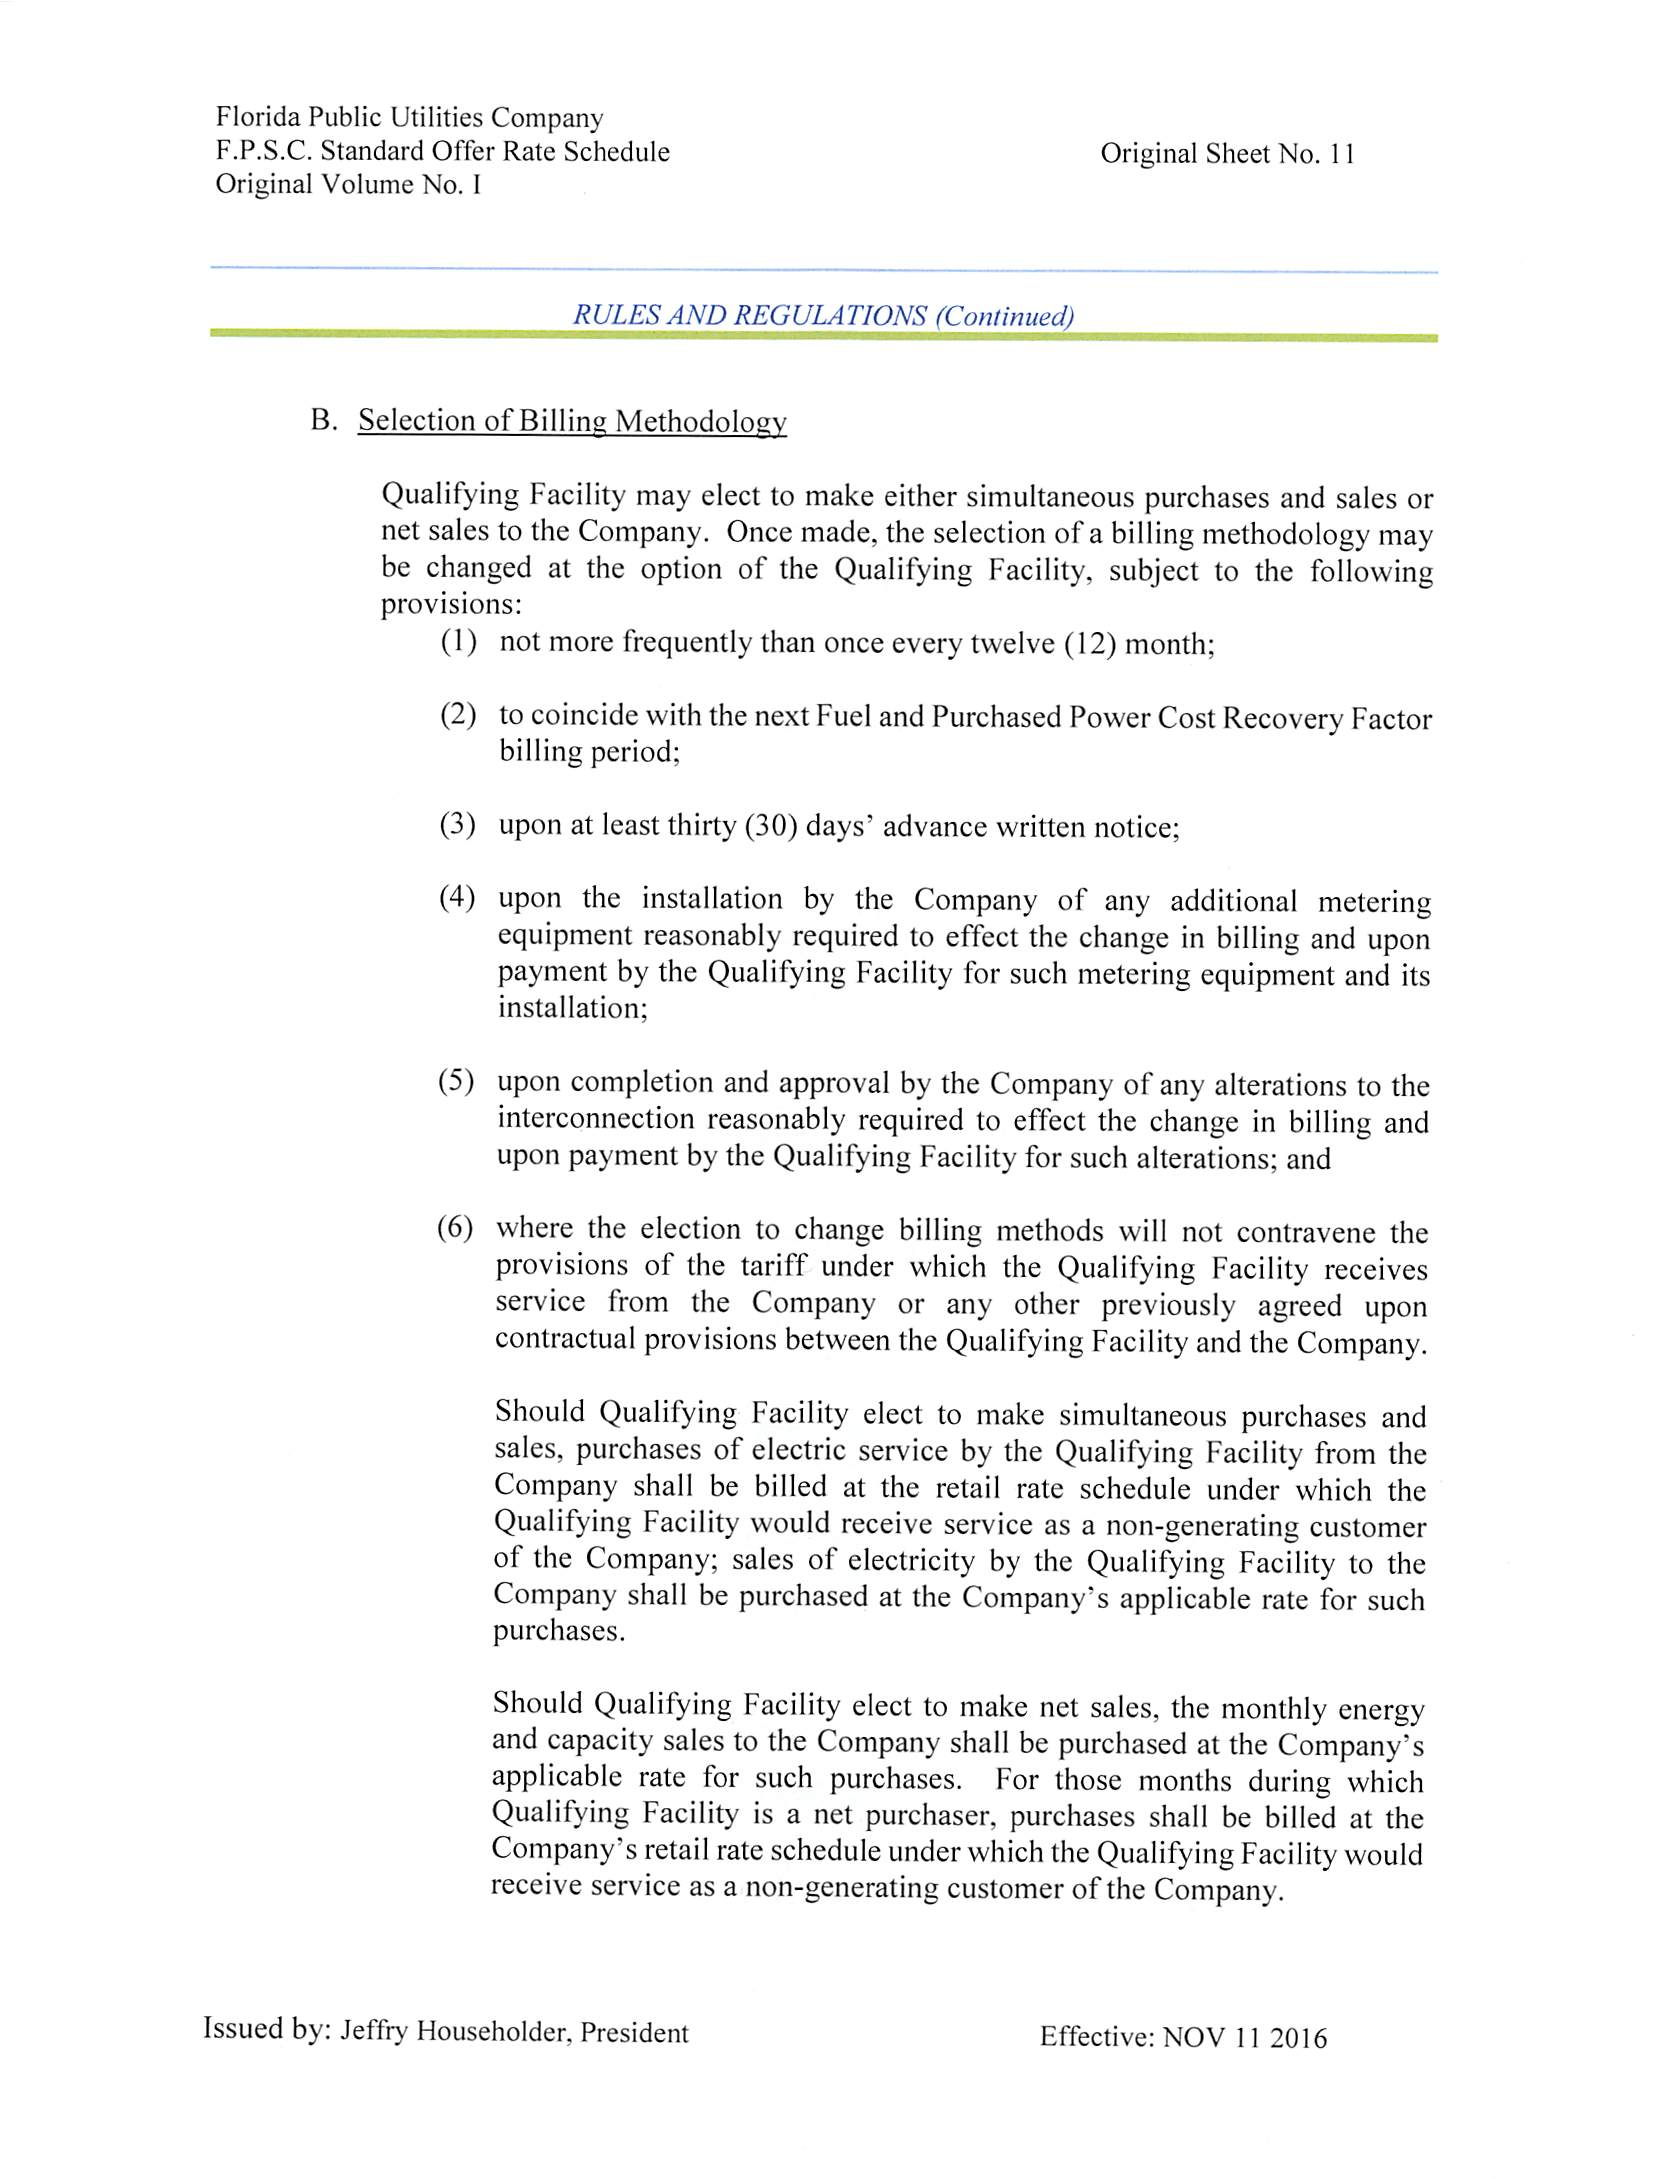 Florida Public Utilities Company
F.P.S.C. Standard Offer Rate Schedule
Original Sheet No. 11
Original Volume No. I
RULES AND REGULATIONS (Continued)
B. Selection of Billing Methodology
Qualifying Facility may elect to make either simultaneous purchases and sales or
net sales to the Company. Once made, the selection of a billing methodology may
be changed at the option of the Qualifying Facility, subject to the following
provisions:
(1) not more frequently than once every twelve (12) month;
(2) to coincide with the next Fuel and Purchased Power Cost Recovery Factor
billing period;
(3) upon at least thirty (30) days’ advance written notice;
(4) upon the installation by the Company of any additional metering
equipment reasonably required to effect the change in billing and upon
payment by the Qualifying Facility for such metering equipment and its
installation;
(5) upon completion and approval by the Company of any alterations to the
interconnection reasonably required to effect the change in billing and
upon payment by the Qualifying Facility for such alterations; and
(6) where the election to change billing methods will not contravene the
provisions of the tariff under which the Qualifying Facility receives
service from the Company or any other previously agreed upon
contractual provisions between the Qualifying Facility and the Company.
Should Qualifying Facility elect to make simultaneous purchases and
sales, purchases of electric service by the Qualifying Facility from the
Company shall be billed at the retail rate schedule under which the
Qualifying Facility would receive service as a non-generating customer
of the Company; sales of electricity by the Qualifying Facility to the
Company shall be purchased at the Company’s applicable rate for such
purchases.
Should Qualifying Facility elect to make net sales, the monthly energy
and capacity sales to the Company shall be purchased at the Company’s
applicable rate for such purchases. For those months during which
Qualifying Facility is a net purchaser, purchases shall be billed at the
Company’s retail rate schedule under which the Qualifying Facility would
receive service as a non-generating customer of the Company.
Issued by: Jeffry Householder, President
Effective: NOV 11 2016